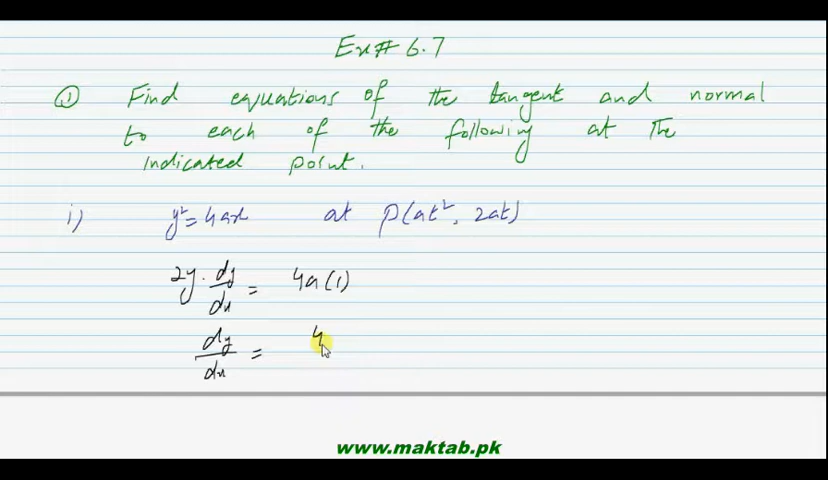 Ex# 6.7
Q1 Find equations of the tangent and normal
to each of the following at the
indicated point.
i) y² = 4ax at P(at², 2at)
2y · dy/dx = 4a(1)
dy/dx = 4
www.maktab.pk